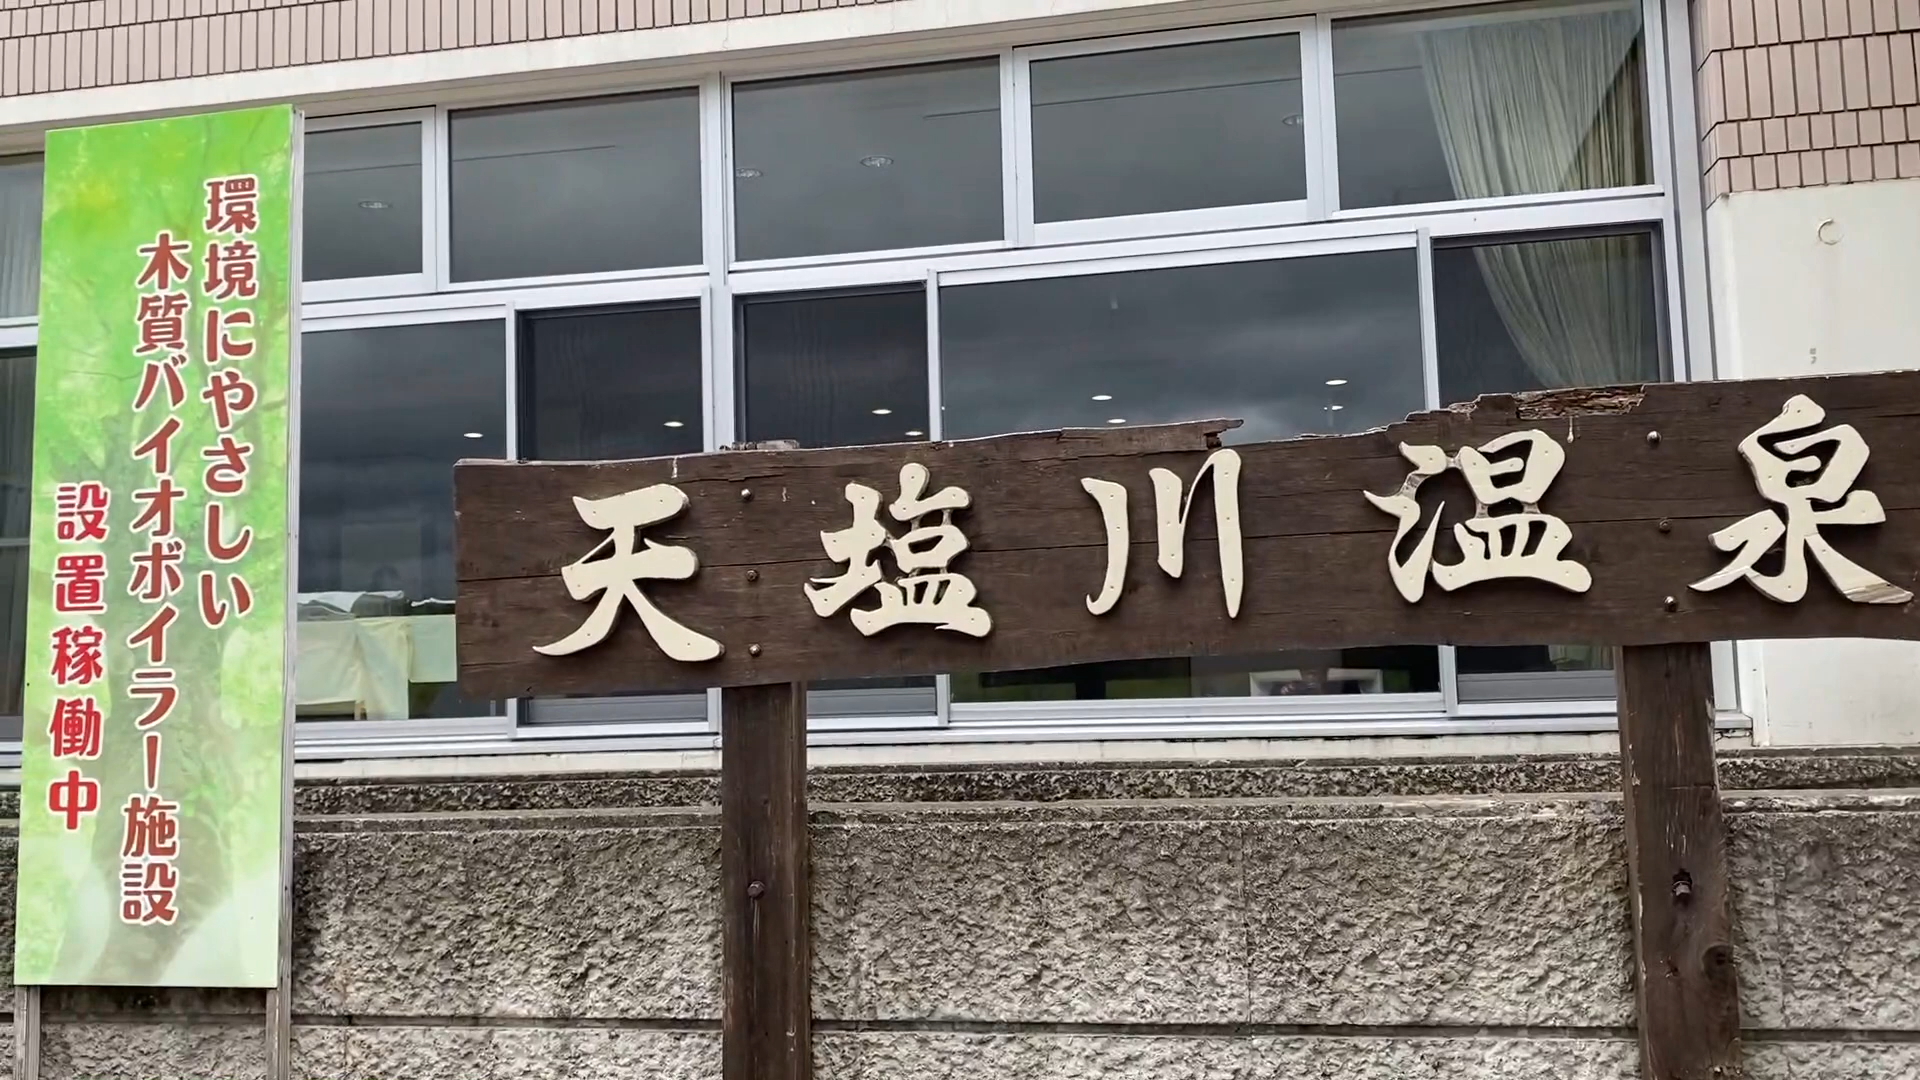 環境にやさしい
木質バイオボイラー施設
設置稼働中
天塩川温泉